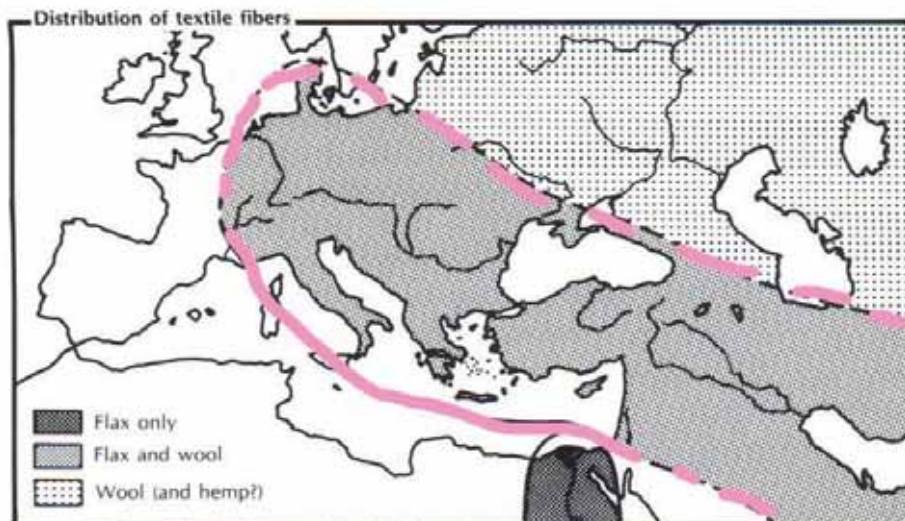 Distribution of textile fibers
Flax only
Flax and wool
Wool (and hemp?)